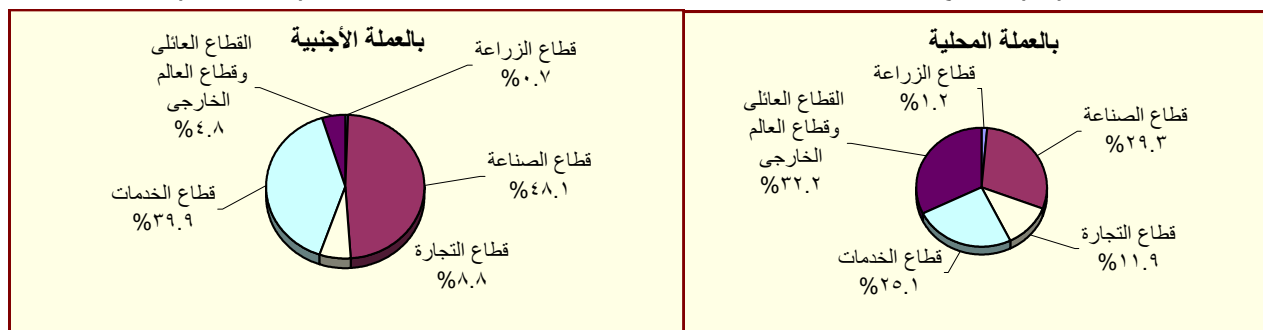 بالعملة المحلية
قطاع الزراعة
%١.٢
قطاع الصناعة
%٢٩.٣
قطاع التجارة
%١١.٩
قطاع الخدمات
%٢٥.١
القطاع العائلى
وقطاع العالم
الخارجى
%٣٢.٢
بالعملة الأجنبية
قطاع الزراعة
%٠.٧
قطاع الصناعة
%٤٨.١
قطاع التجارة
%٨.٨
قطاع الخدمات
%٣٩.٩
القطاع العائلى
وقطاع العالم
الخارجى
%٤.٨